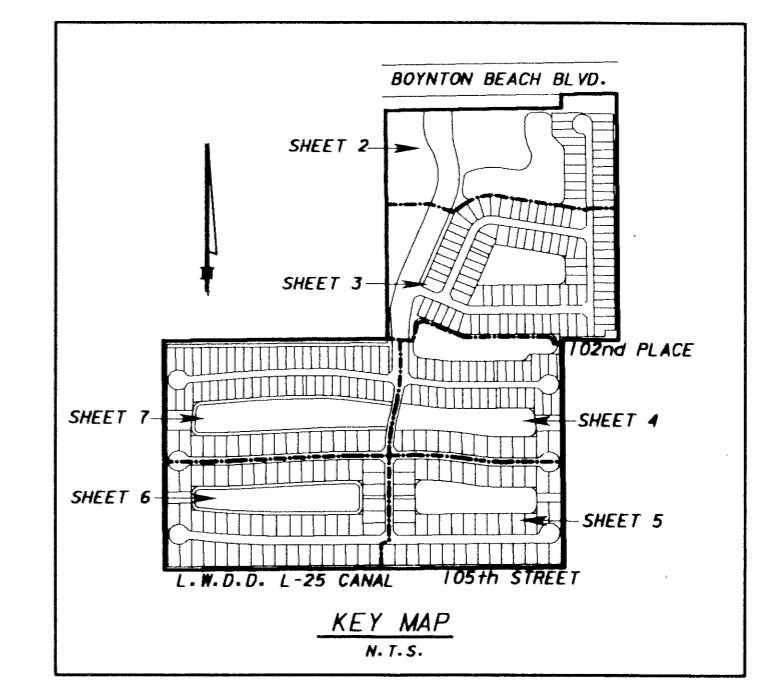 BOYNTON BEACH BLVD.
SHEET 2
SHEET 3
102nd PLACE
SHEET 7
SHEET 4
SHEET 6
SHEET 5
L.W.D.D. L-25 CANAL
105th STREET
KEY MAP
N.T.S.